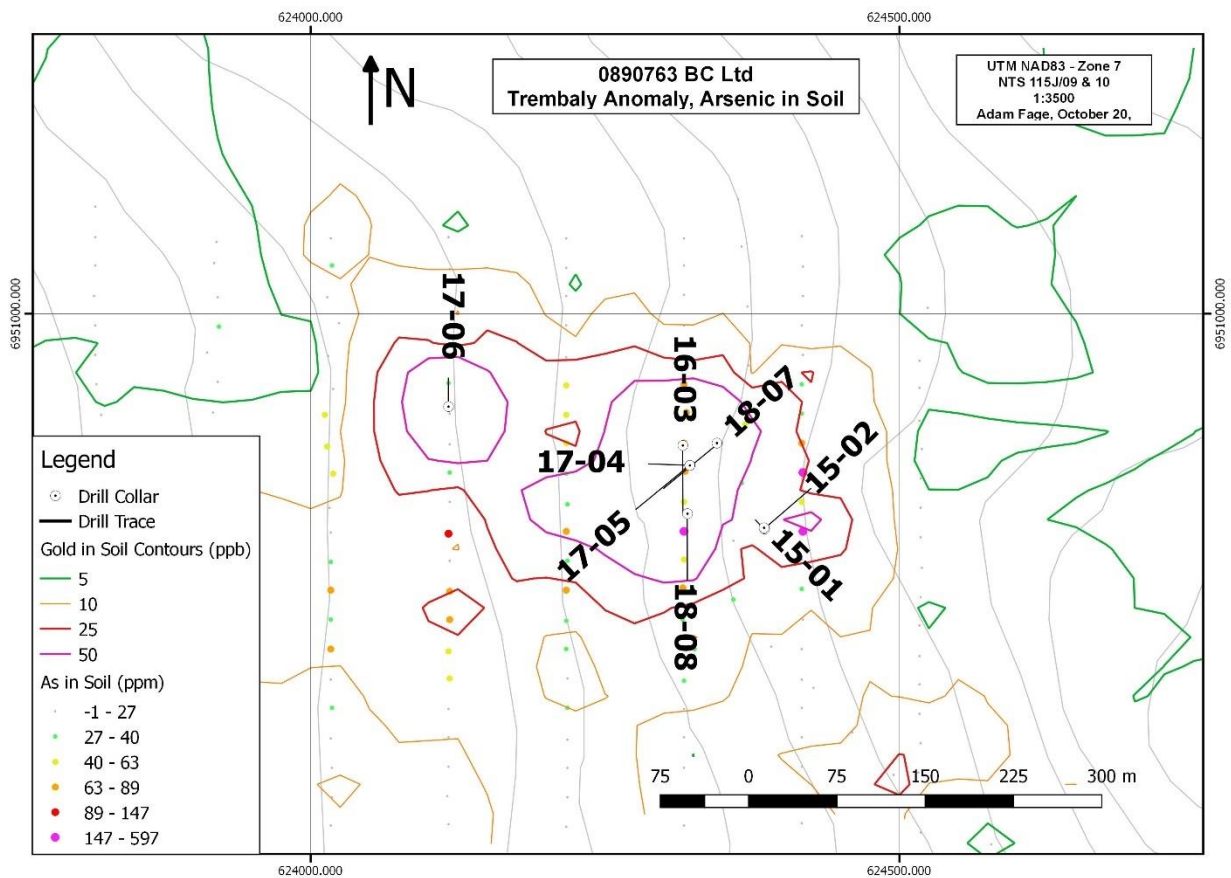 624000.000
624500.000
N
0890763 BC Ltd
Trembaly Anomaly, Arsenic in Soil
UTM NAD83 - Zone 7
NTS 115J/09 & 10
1:3500
Adam Fage, October 20,
6951000.000
6951000.000
17-06
16-03
18-07
15-02
17-04
17-05
15-01
18-08
Legend
Drill Collar
Drill Trace
Gold in Soil Contours (ppb)
5
10
25
50
As in Soil (ppm)
-1 - 27
27 - 40
40 - 63
63 - 89
89 - 147
147 - 597
75 0 75 150 225 300 m
624000.000
624500.000